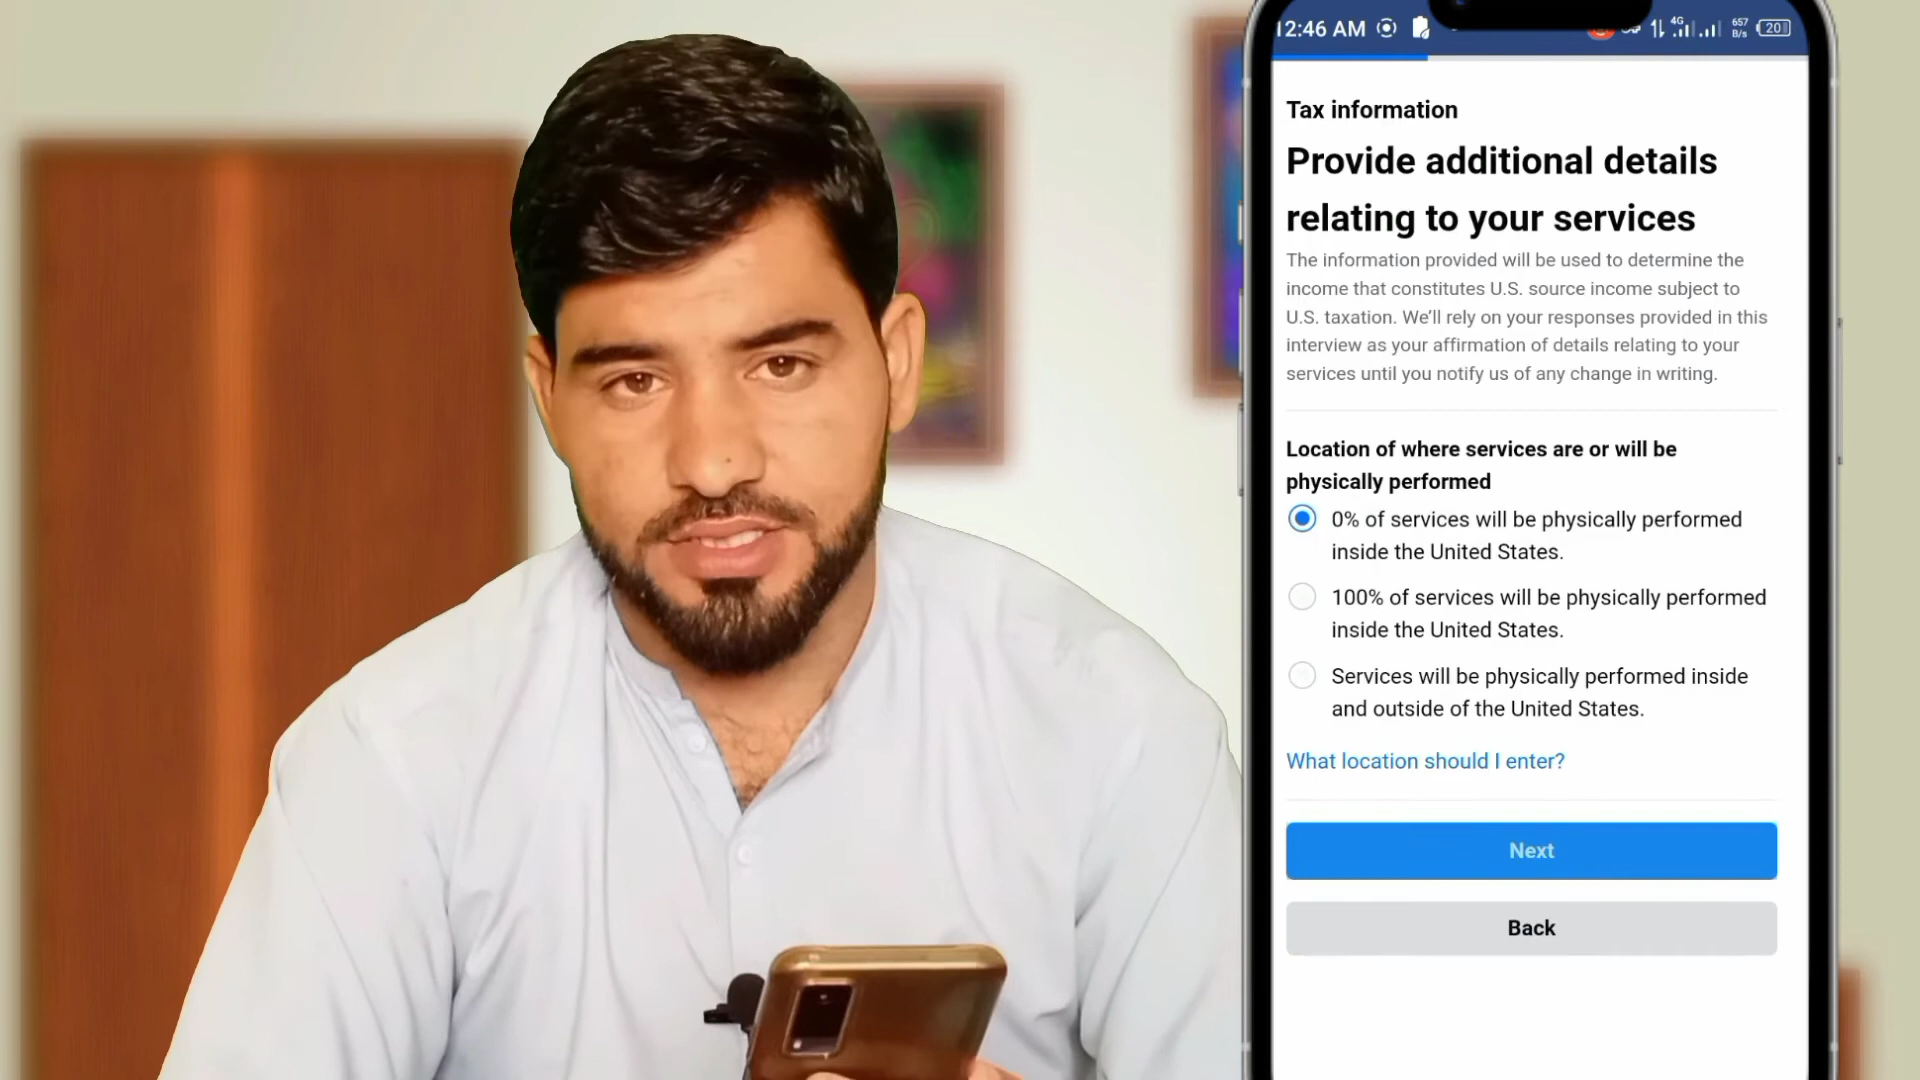 12:46 AM
4G
657
B/s
20
Tax information
Provide additional details
relating to your services
The information provided will be used to determine the
income that constitutes U.S. source income subject to
U.S. taxation. We'll rely on your responses provided in this
interview as your affirmation of details relating to your
services until you notify us of any change in writing.
Location of where services are or will be
physically performed
0% of services will be physically performed
inside the United States.
100% of services will be physically performed
inside the United States.
Services will be physically performed inside
and outside of the United States.
What location should I enter?
Next
Back